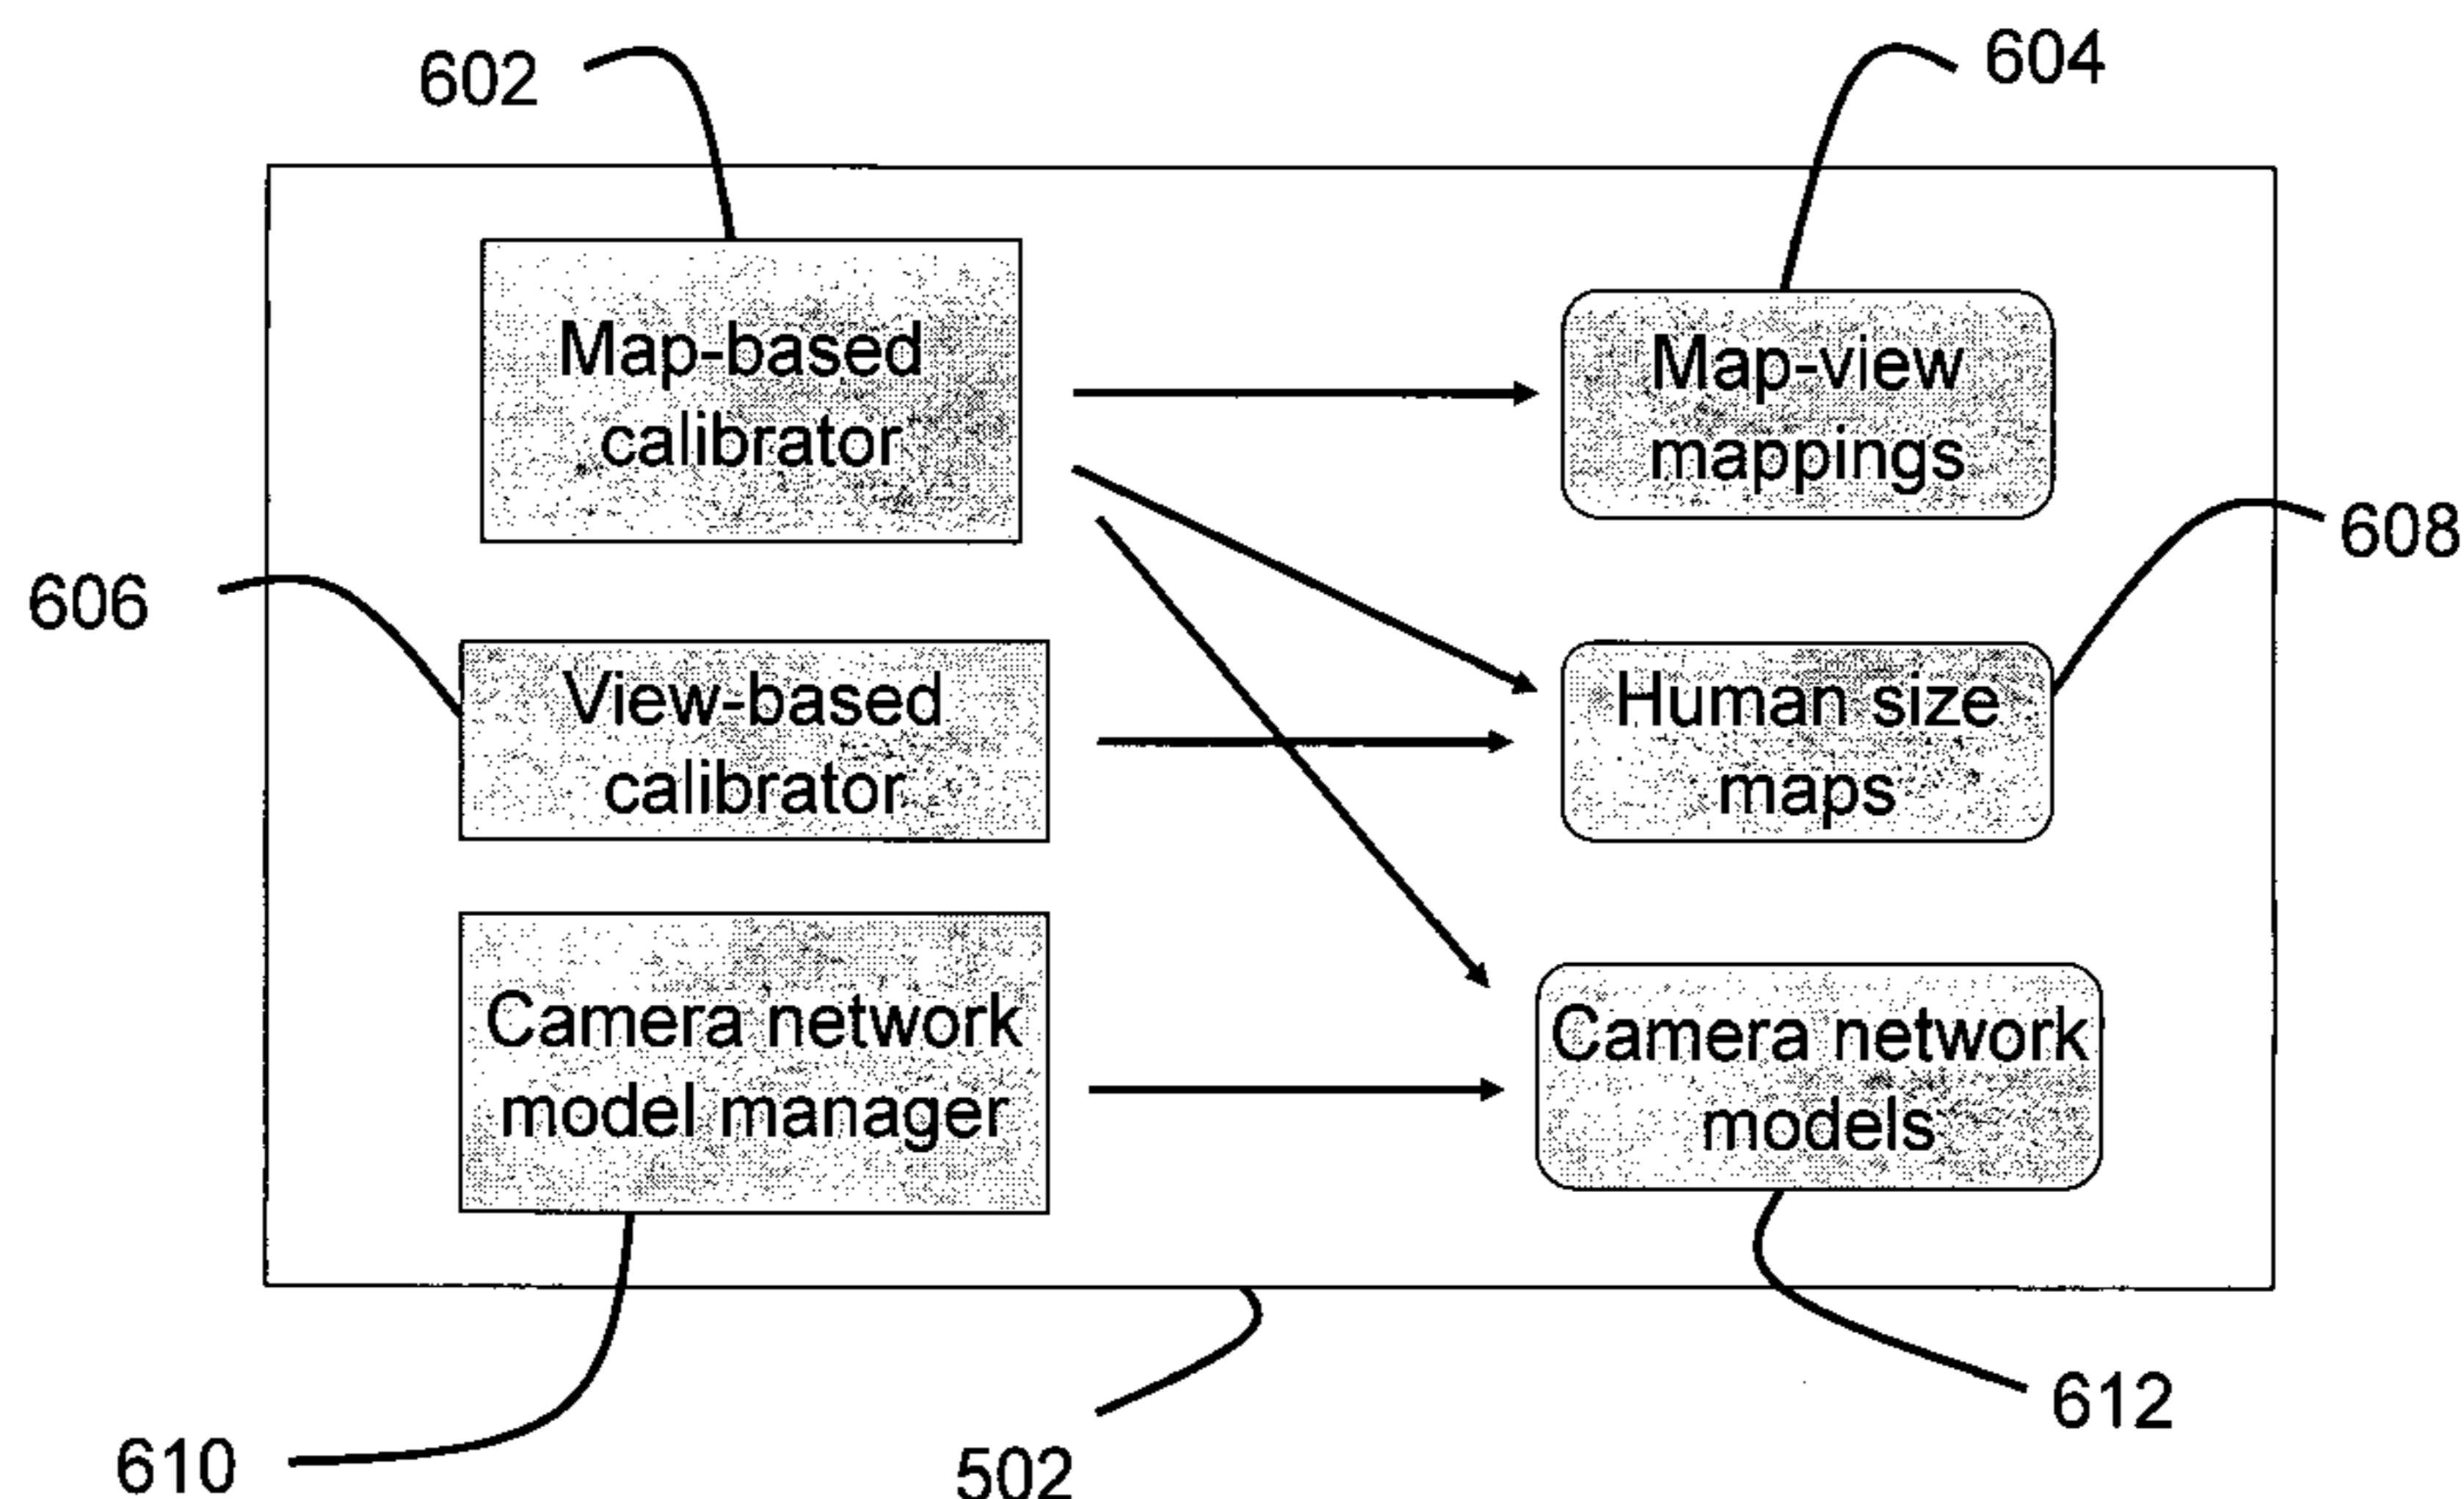 602
604
Map-based
calibrator
Map-view
mappings
608
606
View-based
calibrator
Human size
maps
Camera network
model manager
Camera network
models
612
610
502